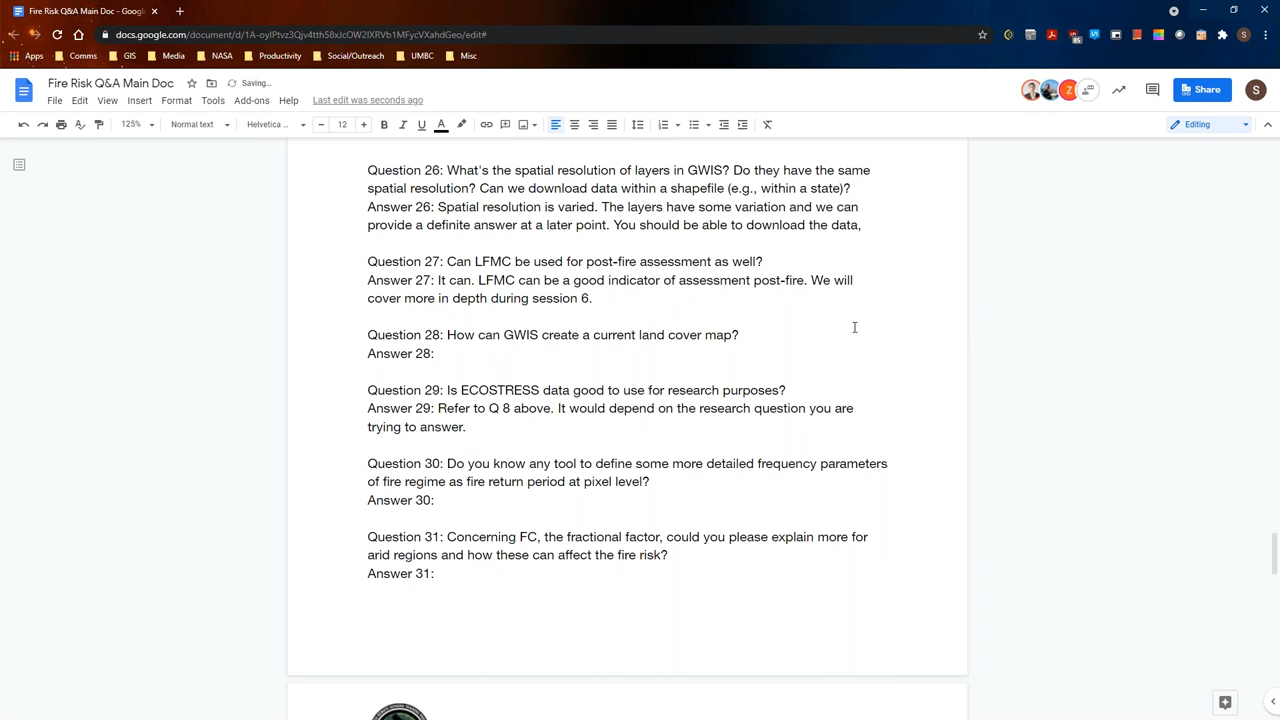 Fire Risk Q&A Main Doc - Goog
docs.google.com/document/d/1A-oyIPtvz3Qjv4tth58xJcOW2lXRVb1MFycVXahdGeo/edit#
Apps Comms GIS Media NASA Productivity Social/Outreach UMBC Misc
Fire Risk Q&A Main Doc Saving...
File Edit View Insert Format Tools Add-ons Help Last edit was seconds ago
Share
125% Normal text Helvetica ... 12 Editing
Question 26: What's the spatial resolution of layers in GWIS? Do they have the same
spatial resolution? Can we download data within a shapefile (e.g., within a state)?
Answer 26: Spatial resolution is varied. The layers have some variation and we can
provide a definite answer at a later point. You should be able to download the data,
Question 27: Can LFMC be used for post-fire assessment as well?
Answer 27: It can. LFMC can be a good indicator of assessment post-fire. We will
cover more in depth during session 6.
Question 28: How can GWIS create a current land cover map?
Answer 28:
Question 29: Is ECOSTRESS data good to use for research purposes?
Answer 29: Refer to Q 8 above. It would depend on the research question you are
trying to answer.
Question 30: Do you know any tool to define some more detailed frequency parameters
of fire regime as fire return period at pixel level?
Answer 30:
Question 31: Concerning FC, the fractional factor, could you please explain more for
arid regions and how these can affect the fire risk?
Answer 31: